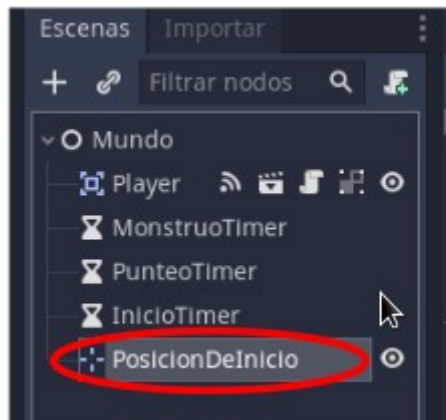 Escenas Importar
Filtrar nodos
Mundo
Player
MonstruoTimer
PunteoTimer
InicioTimer
PosicionDeInicio